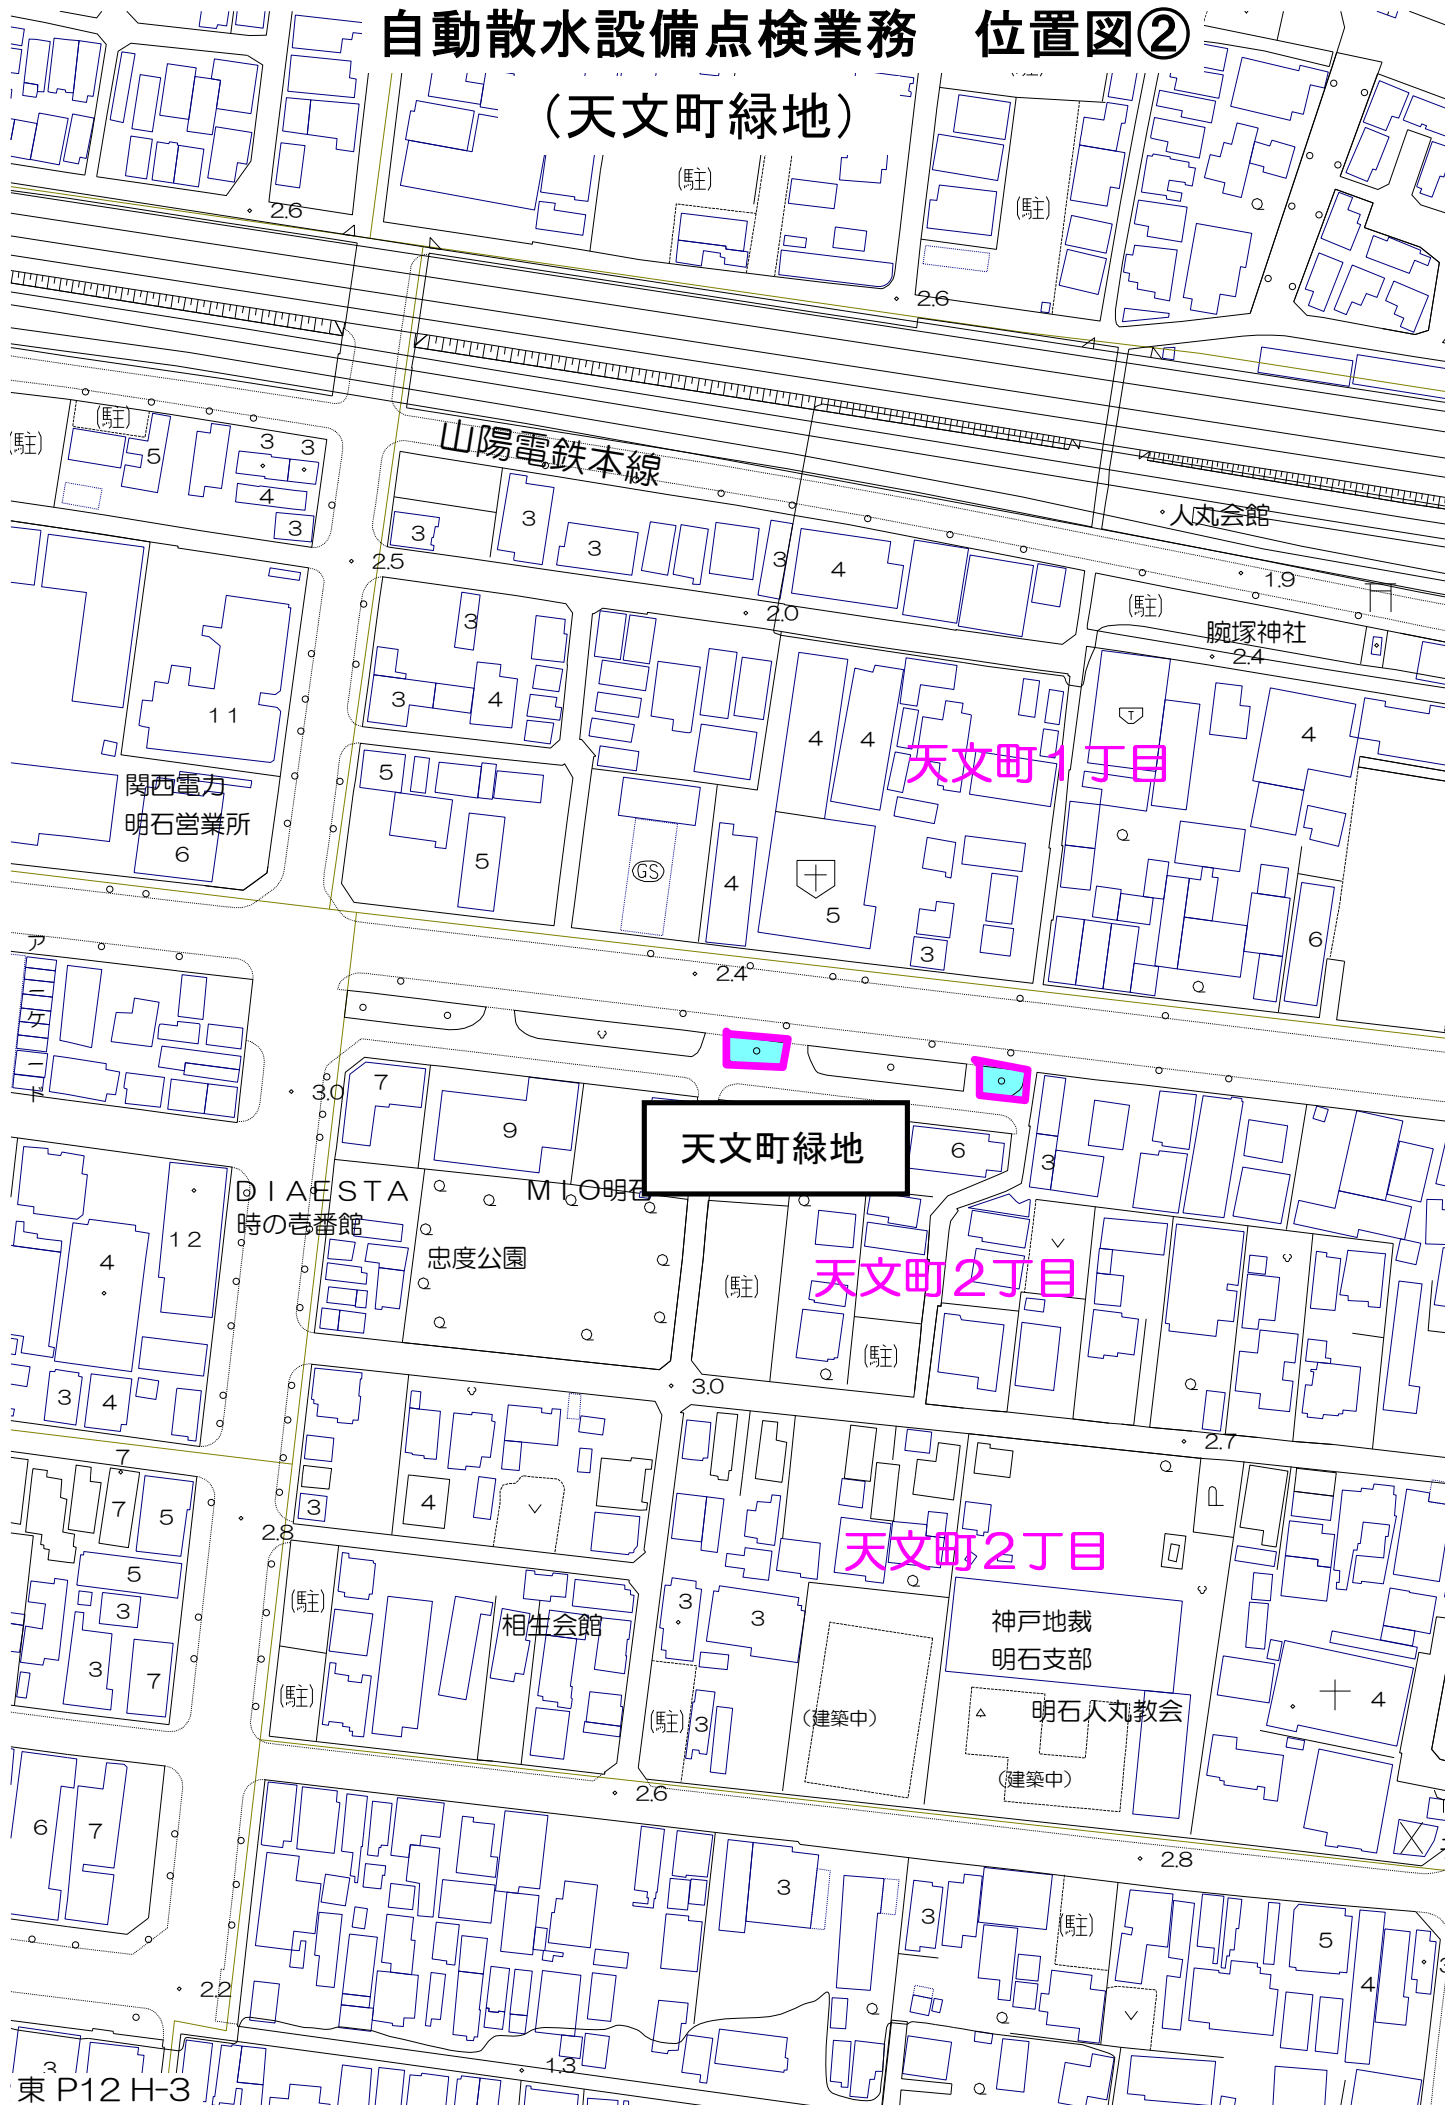 自動散水設備点検業務　位置図②
（天文町緑地）
(駐)
(駐)
2.6
2.6
(駐)
(駐)
3
3
5
4
3
山陽電鉄本線
人丸会館
3
3
3
3
4
2.5
1.9
2.0
(駐)
腕塚神社
2.4
3
3
4
11
4
4
T
4
天文町1丁目
5
関西電力
明石営業所
6
5
GS
4
5
3
6
アーケード
2.4
3.0
7
9
天文町緑地
6
3
DIAESTA
時の壱番館
MIO明石
12
4
忠度公園
(駐)
天文町2丁目
(駐)
3
4
3.0
2.7
7
7
5
3
4
2.8
5
3
3
7
天文町2丁目
(駐)
相生会館
3
3
神戸地裁
明石支部
(駐)
(駐)
3
(建築中)
明石人丸教会
4
(建築中)
2.6
6
7
2.8
3
3
(駐)
5
4
2.2
1.3
3
東 P12 H-3